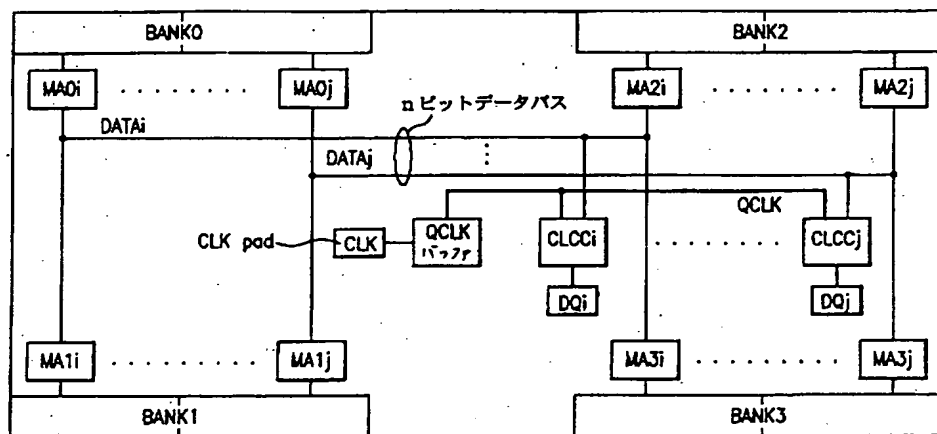 BANK0
BANK2
MA0i
MA0j
MA2i
MA2j
nビットデータバス
DATAi
DATAj
QCLK
CLK pad
CLK
QCLK
バッファ
CLCCi
CLCCj
DQi
DQj
MA1i
MA1j
MA3i
MA3j
BANK1
BANK3